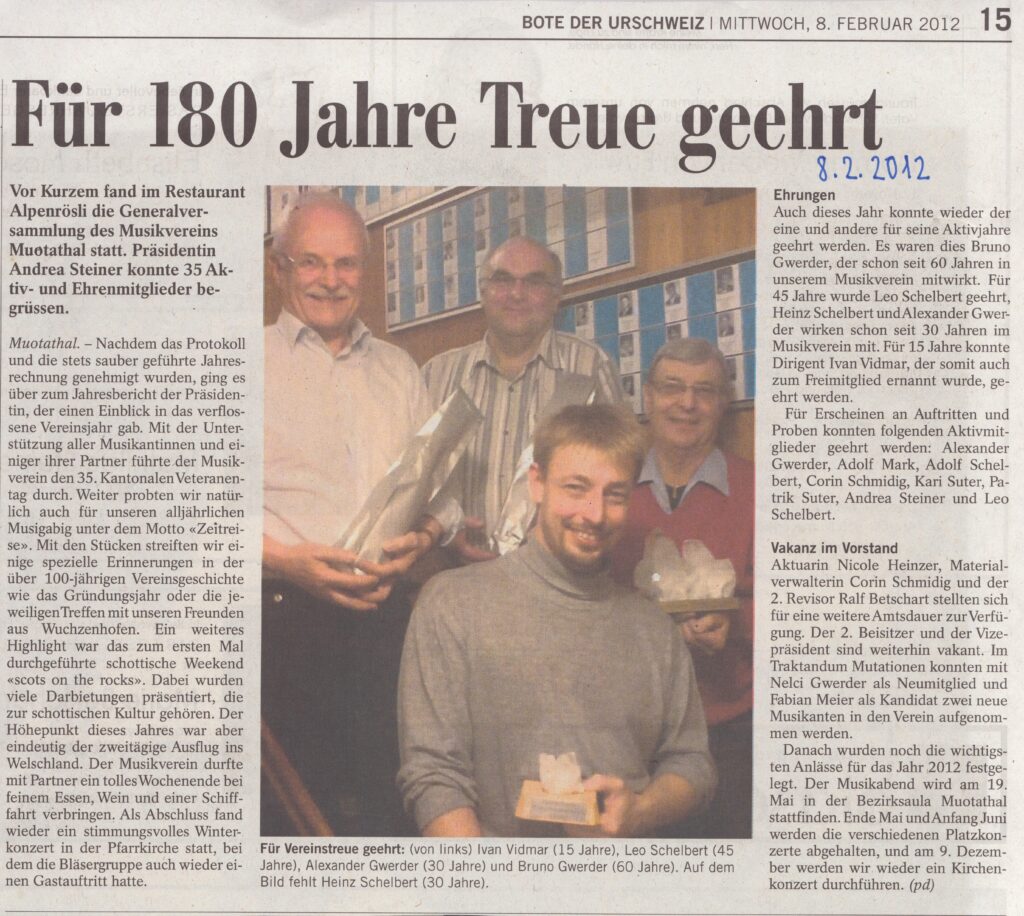 BOTE DER URSCHWEIZ | MITTWOCH, 8. FEBRUAR 2012 15
Für 180 Jahre Treue geehrt
8.2.2012
Vor Kurzem fand im Restaurant
Alpenrösli die Generalver-
sammlung des Musikvereins
Muotathal statt. Präsidentin
Andrea Steiner konnte 35 Ak-
tiv- und Ehrenmitglieder be-
grüssen.
Muotathal. – Nachdem das Protokoll
und die stets sauber geführte Jahres-
rechnung genehmigt wurden, ging es
über zum Jahresbericht der Präsiden-
tin, der einen Einblick in das verflos-
sene Vereinsjahr gab. Mit der Unter-
stützung aller Musikantinnen und ei-
niger ihrer Partner führte der Musik-
verein den 35. Kantonalen Veteranen-
tag durch. Weiter probten wir natür-
lich auch für unseren alljährlichen
Musigabig unter dem Motto «Zeitrei-
se». Mit den Stücken streiften wir ei-
nige spezielle Erinnerungen in der
über 100-jährigen Vereinsgeschichte
wie das Gründungsjahr oder die je-
weiligen Treffen mit unseren Freunden
aus Wuchzenhofen. Ein weiteres
Highlight war das zum ersten Mal
durchgeführte schottische Weekend
«scots on the rocks». Dabei wurden
viele Darbietungen präsentiert, die
zur schottischen Kultur gehören. Der
Höhepunkt dieses Jahres war aber
eindeutig der zweitägige Ausflug ins
Welschland. Der Musikverein durfte
mit Partner ein tolles Wochenende bei
feinem Essen, Wein und einer Schiff-
fahrt verbringen. Als Abschluss fand
wieder ein stimmungsvolles Winter-
konzert in der Pfarrkirche statt, bei
dem die Bläsergruppe auch wieder ei-
nen Gastauftritt hatte.
Für Vereinstreue geehrt: (von links) Ivan Vidmar (15 Jahre), Leo Schelbert (45
Jahre), Alexander Gwerder (30 Jahre) und Bruno Gwerder (60 Jahre). Auf dem
Bild fehlt Heinz Schelbert (30 Jahre).
Ehrungen
Auch dieses Jahr konnte wieder der
eine und andere für seine Aktivjahre
geehrt werden. Es waren dies Bruno
Gwerder, der schon seit 60 Jahren in
unserem Musikverein mitwirkt. Für
45 Jahre wurde Leo Schelbert geehrt,
Heinz Schelbert und Alexander Gwer-
der wirken schon seit 30 Jahren im
Musikverein mit. Für 15 Jahre konnte
Dirigent Ivan Vidmar, der somit auch
zum Freimitglied ernannt wurde, ge-
ehrt werden.
Für Erscheinen an Auftritten und
Proben konnten folgenden Aktivmit-
glieder geehrt werden: Alexander
Gwerder, Adolf Mark, Adolf Schel-
bert, Corin Schmidig, Kari Suter, Pa-
trik Suter, Andrea Steiner und Leo
Schelbert.
Vakanz im Vorstand
Aktuarin Nicole Heinzer, Material-
verwalterin Corin Schmidig und der
2. Revisor Ralf Betschart stellten sich
für eine weitere Amtsdauer zur Verfü-
gung. Der 2. Beisitzer und der Vize-
präsident sind weiterhin vakant. Im
Traktandum Mutationen konnten mit
Nelci Gwerder als Neumitglied und
Fabian Meier als Kandidat zwei neue
Musikanten in den Verein aufgenom-
men werden.
Danach wurden noch die wichtigs-
ten Anlässe für das Jahr 2012 festge-
legt. Der Musikabend wird am 19.
Mai in der Bezirksaula Muotathal
stattfinden. Ende Mai und Anfang Juni
werden die verschiedenen Platzkon-
zerte abgehalten, und am 9. Dezem-
ber werden wir wieder ein Kirchen-
konzert durchführen. (pd)